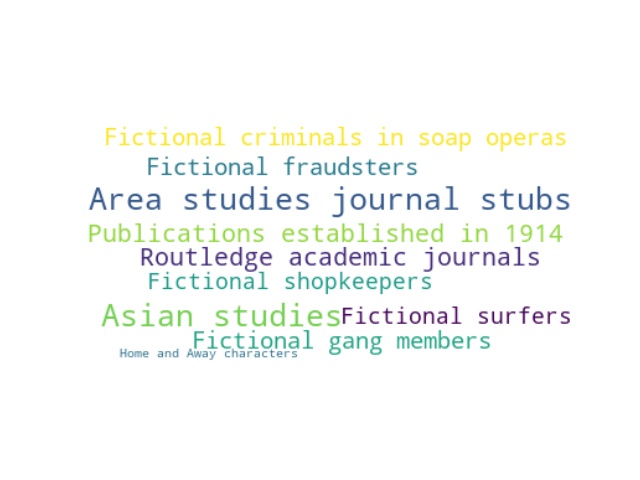 Fictional criminals in soap operas
Fictional fraudsters
Area studies journal stubs
Publications established in 1914
Routledge academic journals
Fictional shopkeepers
Asian studies
Fictional surfers
Fictional gang members
Home and Away characters